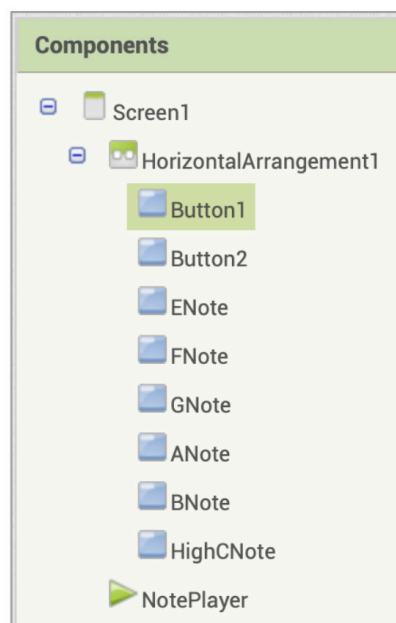 Components
Screen1
HorizontalArrangement1
Button1
Button2
ENote
FNote
GNote
ANote
BNote
HighCNote
NotePlayer